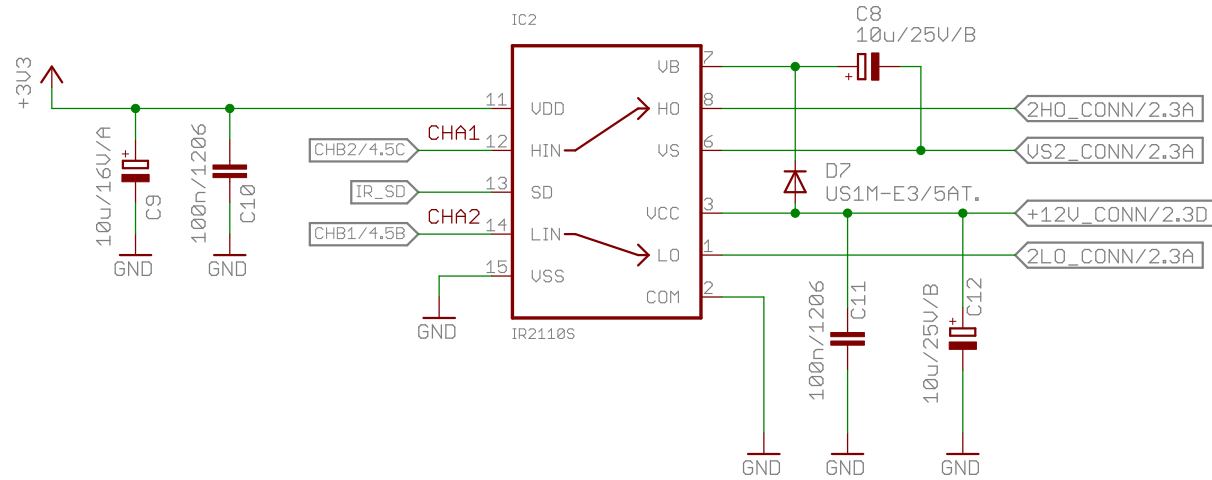 IC2
C8
10u/25V/B
+3V3
11
VDD
VB
7
HO
8
CHA1
CHB2/4.5C
12
HIN
VS
6
2HO_CONN/2.3A
VS2_CONN/2.3A
10u/16V/A
C9
100n/1206
C10
IR_SD
13
SD
D7
US1M-E3/5AT.
CHA2
VCC
3
+12V_CONN/2.3D
CHB1/4.5B
14
LIN
LO
1
2LO_CONN/2.3A
GND
GND
15
VSS
COM
2
GND
IR2110S
100n/1206
C11
10u/25V/B
C12
GND
GND
GND
+
+
+